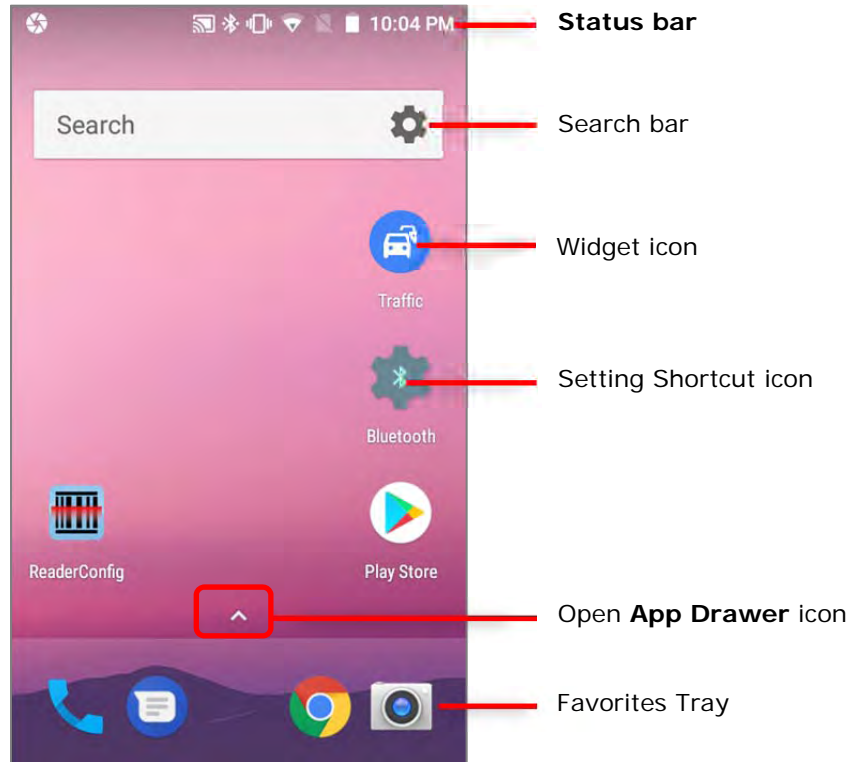 10:04 PM
Status bar
Search
Search bar
Widget icon
Traffic
Setting Shortcut icon
Bluetooth
ReaderConfig
Play Store
Open App Drawer icon
Favorites Tray